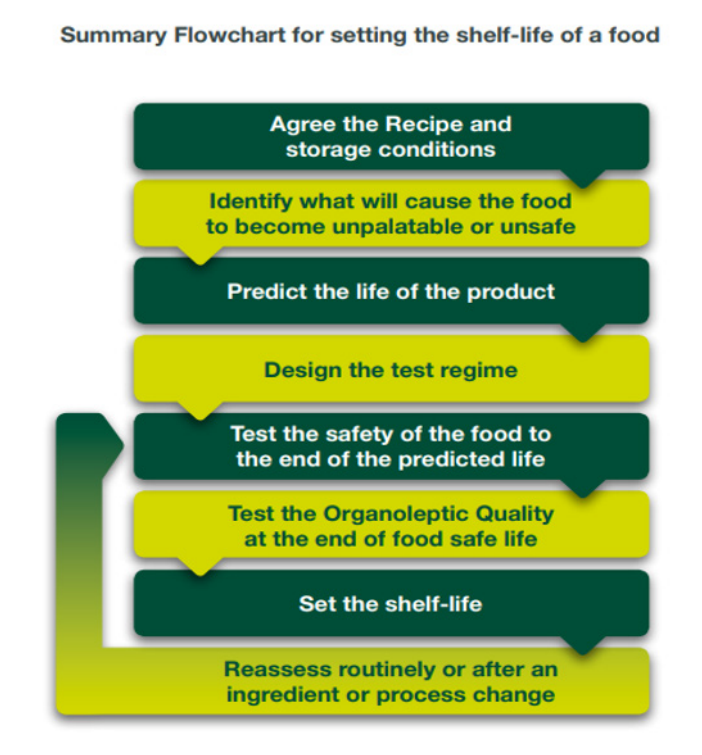 Summary Flowchart for setting the shelf-life of a food
Agree the Recipe and
storage conditions
Identify what will cause the food
to become unpalatable or unsafe
Predict the life of the product
Design the test regime
Test the safety of the food to
the end of the predicted life
Test the Organoleptic Quality
at the end of food safe life
Set the shelf-life
Reassess routinely or after an
ingredient or process change